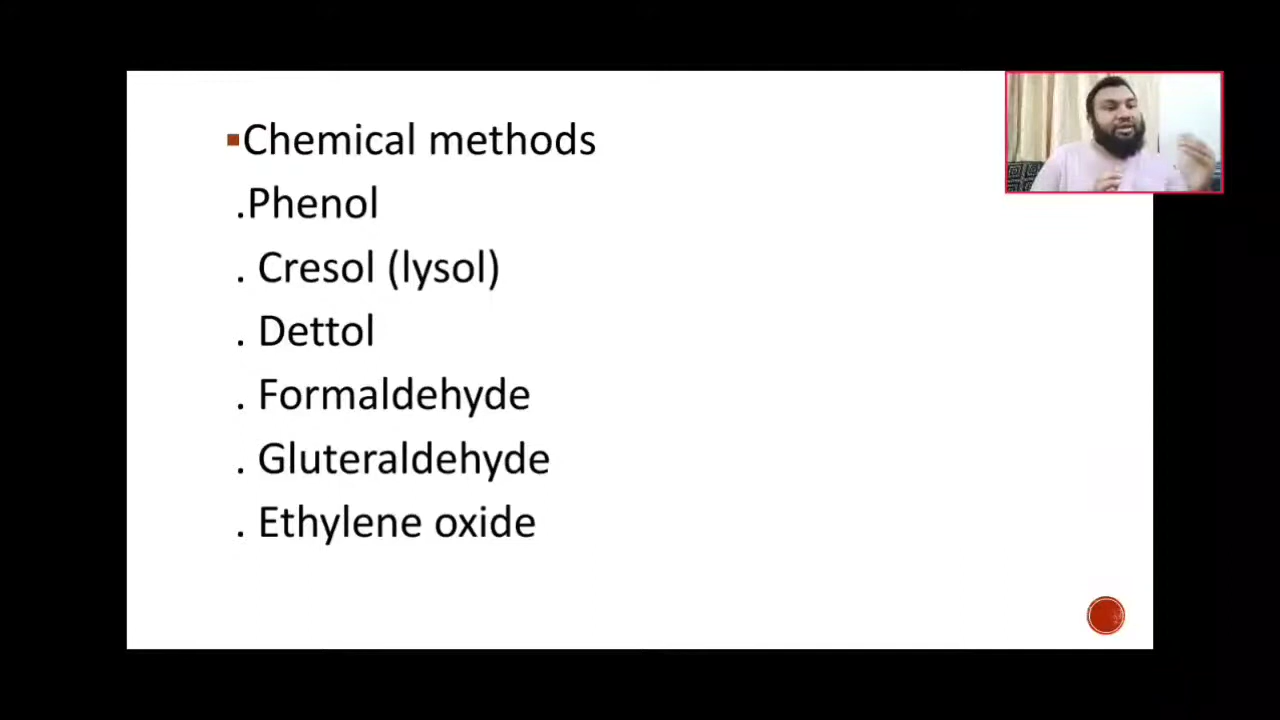 ▪Chemical methods
.Phenol
. Cresol (lysol)
. Dettol
. Formaldehyde
. Gluteraldehyde
. Ethylene oxide